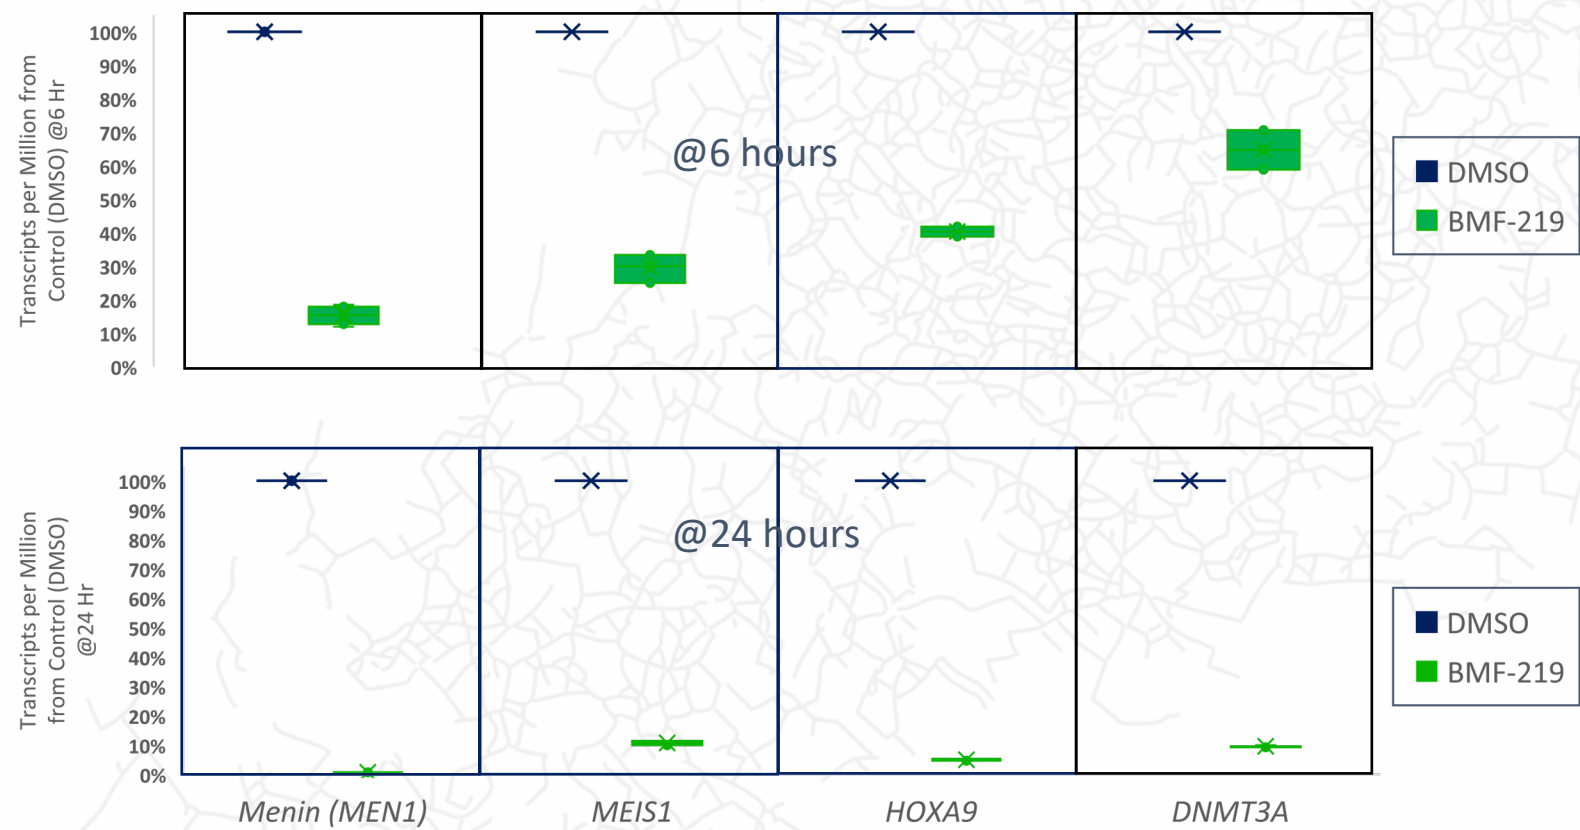 Transcripts per Million from
Control (DMSO) @6 Hr
100%
90%
80%
70%
60%
50%
40%
30%
20%
10%
0%
@6 hours
DMSO
BMF-219
Transcripts per Million
from Control (DMSO)
@24 Hr
100%
90%
80%
70%
60%
50%
40%
30%
20%
10%
0%
@24 hours
DMSO
BMF-219
Menin (MEN1)
MEIS1
HOXA9
DNMT3A